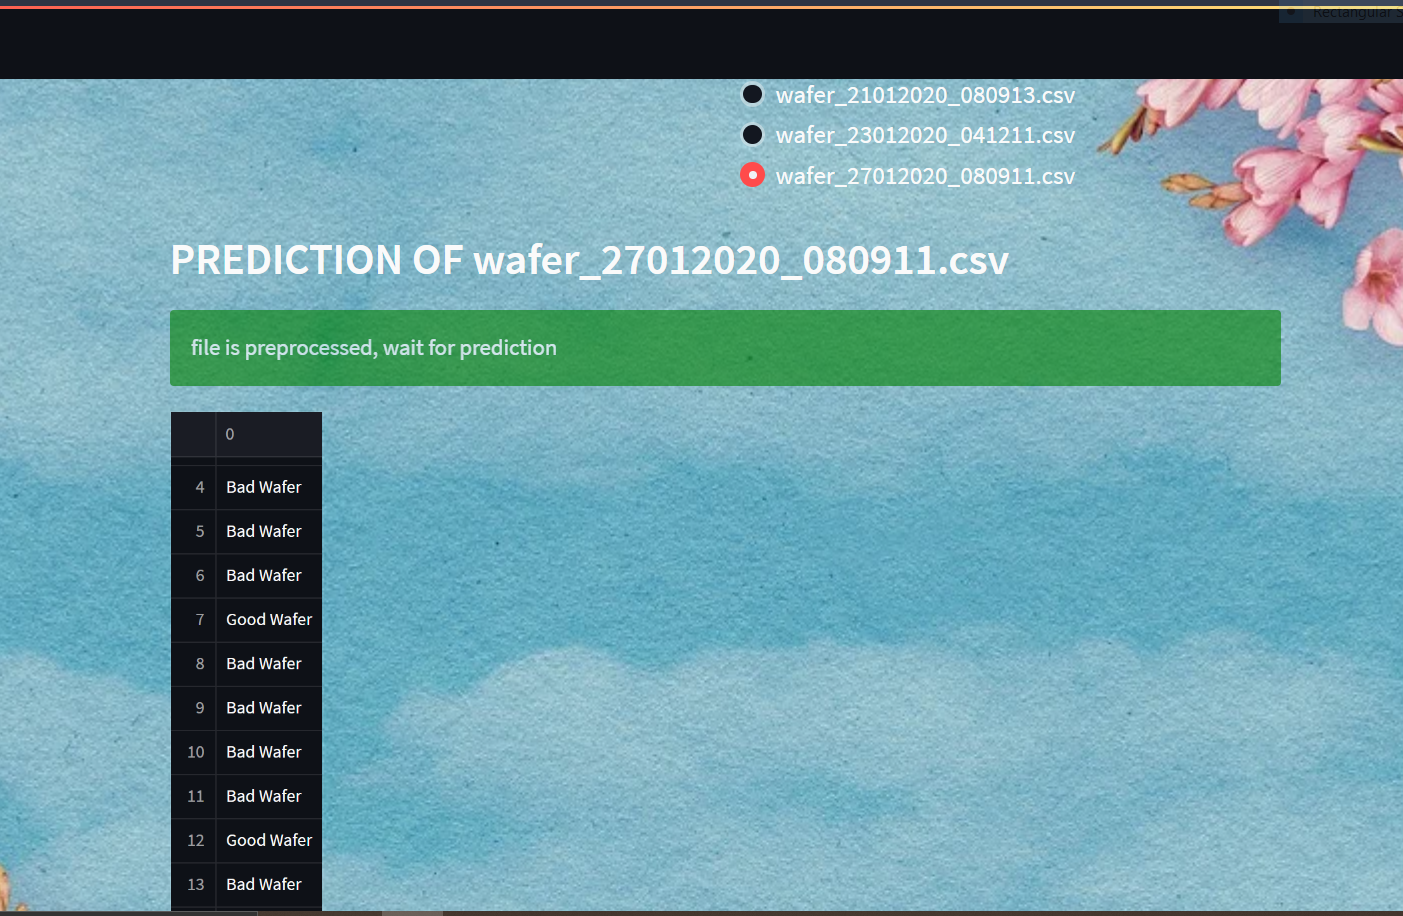 Rectangular S
wafer_21012020_080913.csv
wafer_23012020_041211.csv
wafer_27012020_080911.csv
PREDICTION OF wafer_27012020_080911.csv
file is preprocessed, wait for prediction
0
4 Bad Wafer
5 Bad Wafer
6 Bad Wafer
7 Good Wafer
8 Bad Wafer
9 Bad Wafer
10 Bad Wafer
11 Bad Wafer
12 Good Wafer
13 Bad Wafer